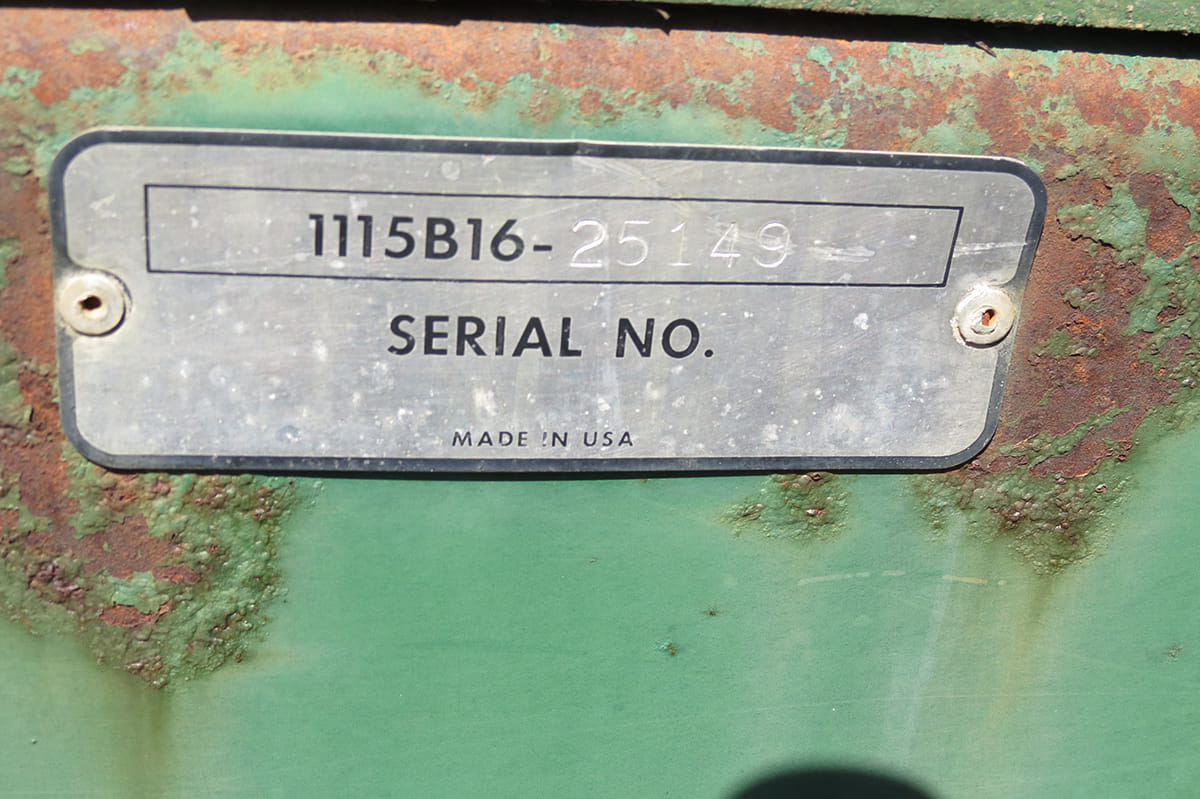 1115B16-25149
SERIAL NO.
MADE IN USA